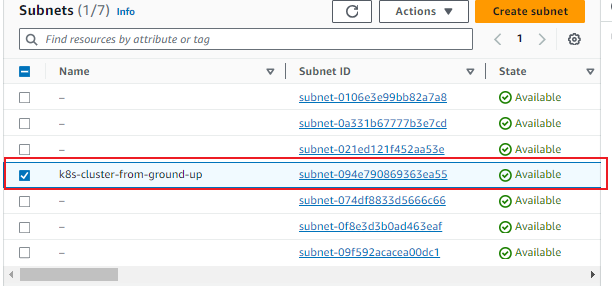 Subnets (1/7) Info
Actions ▼
Create subnet
Find resources by attribute or tag
1
Name
Subnet ID
State
– subnet-0106e3e99bb82a7a8 Available
– subnet-0a331b67777b3e7cd Available
– subnet-021ed121f452aa53e Available
k8s-cluster-from-ground-up subnet-094e790869363ea55 Available
– subnet-074df8833d5666c66 Available
– subnet-0f8e3d3b0ad463eaf Available
– subnet-09f592acacea00dc1 Available